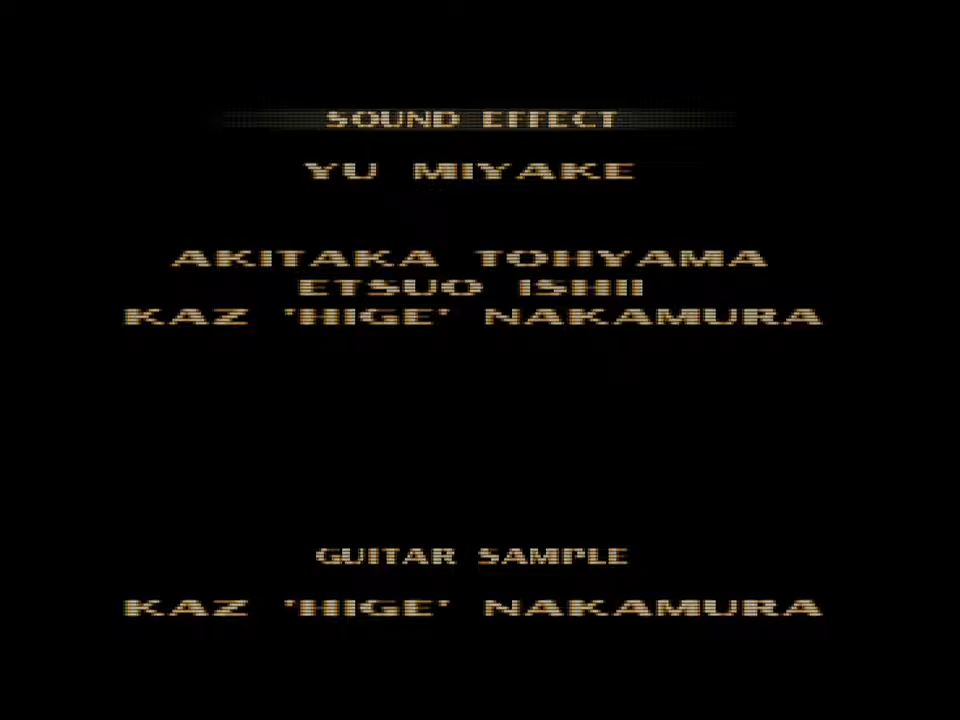 SOUND EFFECT
YU MIYAKE
AKITAKA TOHYAMA
ETSUO ISHII
KAZ 'HIGE' NAKAMURA
GUITAR SAMPLE
KAZ 'HIGE' NAKAMURA